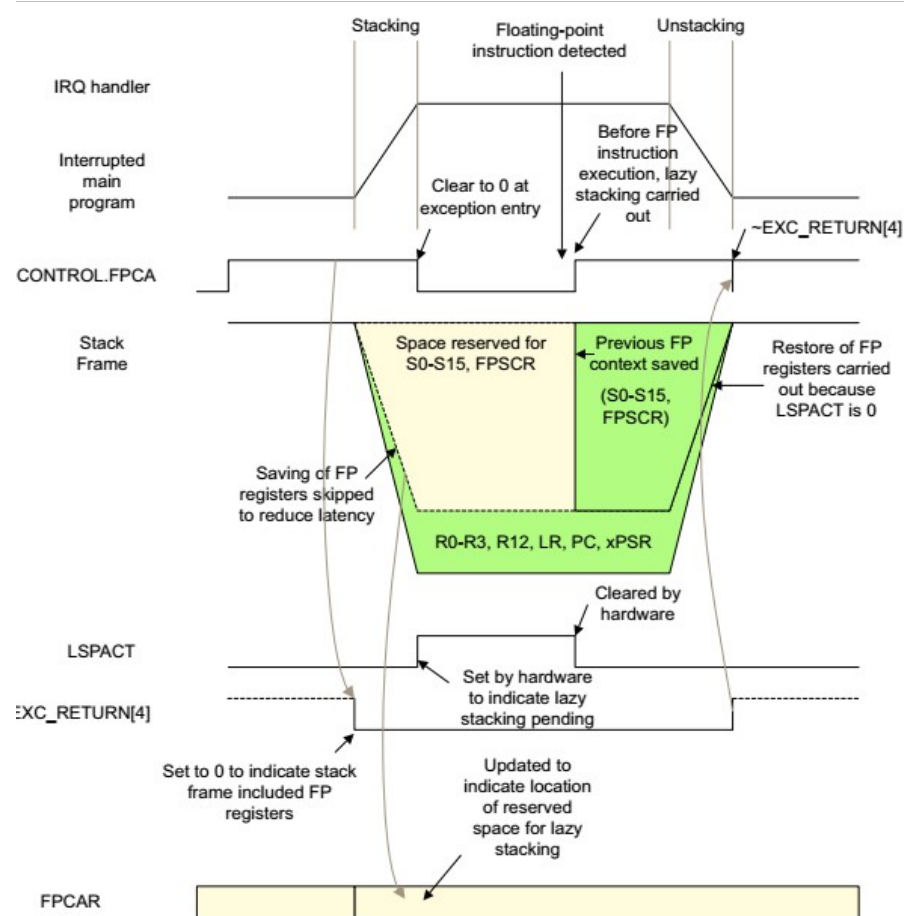 Stacking
Floating-point
instruction detected
Unstacking
IRQ handler
Interrupted
main
program
Clear to 0 at
exception entry
Before FP
instruction
execution, lazy
stacking carried
out
~EXC_RETURN[4]
CONTROL.FPCA
Stack
Frame
Space reserved for
S0-S15, FPSCR
Previous FP
context saved
(S0-S15,
FPSCR)
Restore of FP
registers carried
out because
LSPACT is 0
Saving of FP
registers skipped
to reduce latency
R0-R3, R12, LR, PC, xPSR
Cleared by
hardware
LSPACT
Set by hardware
to indicate lazy
stacking pending
EXC_RETURN[4]
Set to 0 to indicate stack
frame included FP
registers
Updated to
indicate location
of reserved
space for lazy
stacking
FPCAR